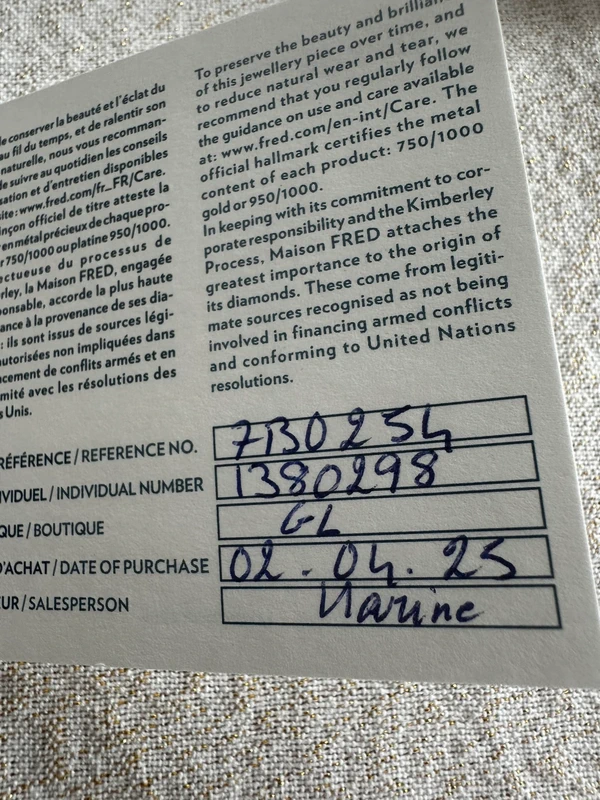 de conserver la beauté et l'éclat du
au fil du temps, et de ralentir son
naturelle, nous vous recomman-
de suivre au quotidien les conseils
sation et d'entretien disponibles
site : www.fred.com/fr_FR/Care.
inçon officiel de titre atteste la
en métal précieux de chaque pro-
r 750/1000 ou platine 950/1000.
ectueuse du processus de
rley, la Maison FRED, engagée
ponsable, accorde la plus haute
ance à la provenance de ses dia-
: ils sont issus de sources légi-
autorisées non impliquées dans
ncement de conflits armés et en
mité avec les résolutions des
s Unis.
To preserve the beauty and brillian
of this jewellery piece over time, and
to reduce natural wear and tear, we
recommend that you regularly follow
the guidance on use and care available
at: www.fred.com/en-int/Care. The
official hallmark certifies the metal
content of each product: 750/1000
gold or 950/1000.
In keeping with its commitment to cor-
porate responsibility and the Kimberley
Process, Maison FRED attaches the
greatest importance to the origin of
its diamonds. These come from legiti-
mate sources recognised as not being
involved in financing armed conflicts
and conforming to United Nations
resolutions.
RÉFÉRENCE / REFERENCE NO. 7B0254
IVIDUEL / INDIVIDUAL NUMBER 1380298
QUE / BOUTIQUE GL
D'ACHAT / DATE OF PURCHASE 02.04.25
EUR / SALESPERSON Marine